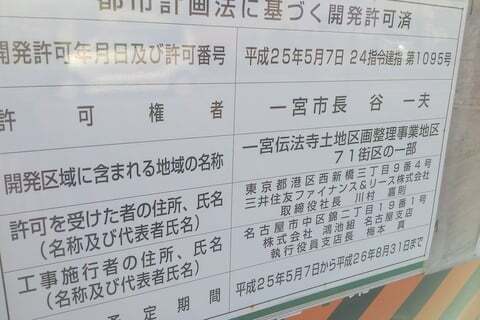 都市計画法に基づく開発許可済
開発許可年月日及び許可番号
平成25年5月7日 24指令建指 第1095号
許可権者
一宮市長 谷 一夫
開発区域に含まれる地域の名称
一宮伝法寺土地区画整理事業地区
71街区の一部
許可を受けた者の住所、氏名
(名称及び代表者氏名)
東京都港区西新橋三丁目9番4号
三井住友ファイナンス&リース株式会社
取締役社長 川村 嘉則
工事施行者の住所、氏名
(名称及び代表者氏名)
名古屋市中区錦二丁目19番1号
株式会社 鴻池組 名古屋支店
執行役員支店長 梅本 真
予定期間
平成25年5月7日から平成26年8月31日まで